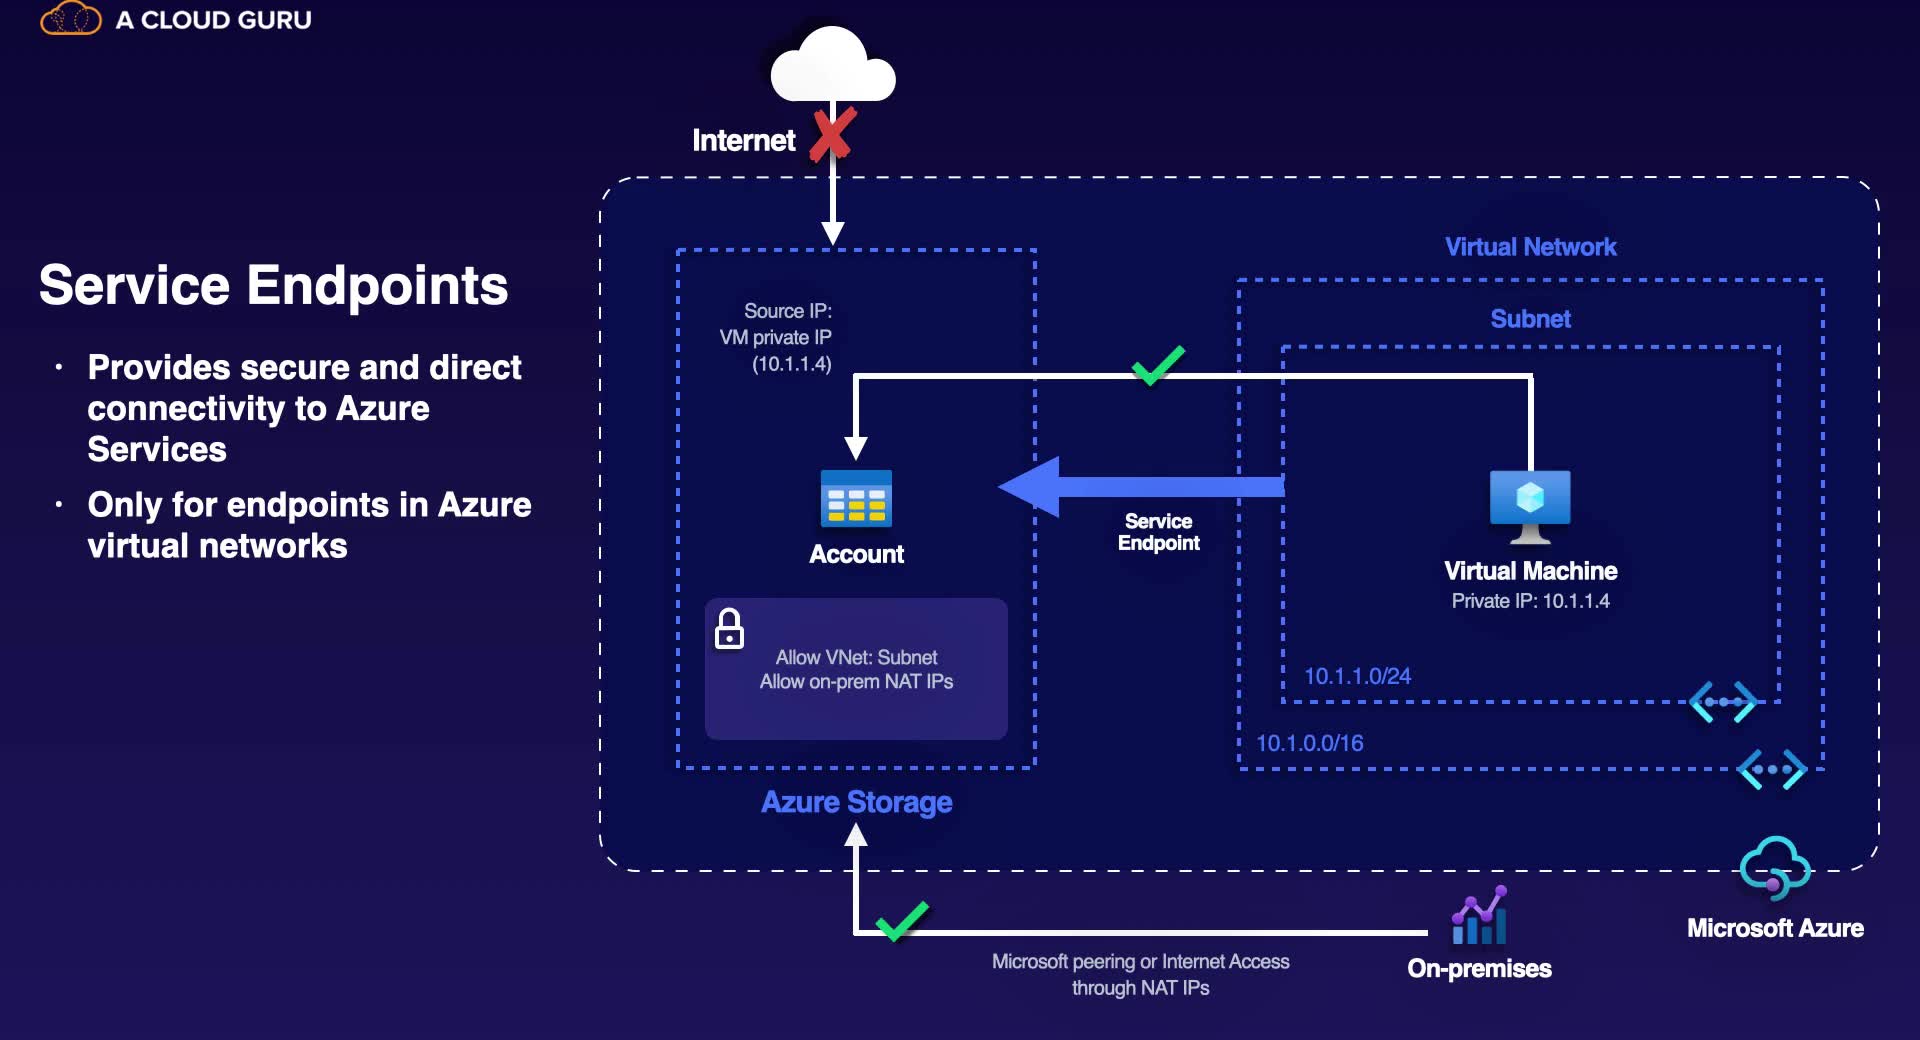 A CLOUD GURU
Internet
Service Endpoints
· Provides secure and direct
connectivity to Azure
Services
· Only for endpoints in Azure
virtual networks
Source IP:
VM private IP
(10.1.1.4)
Account
Allow VNet: Subnet
Allow on-prem NAT IPs
Azure Storage
Service
Endpoint
Virtual Network
Subnet
Virtual Machine
Private IP: 10.1.1.4
10.1.1.0/24
10.1.0.0/16
Microsoft Azure
On-premises
Microsoft peering or Internet Access
through NAT IPs